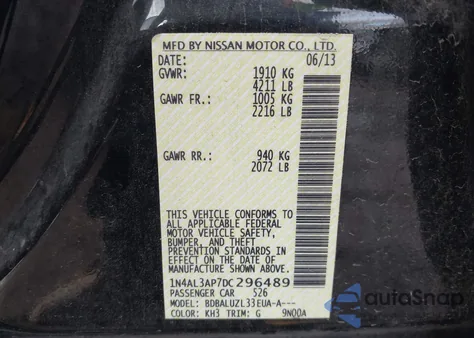 MFD BY NISSAN MOTOR CO., LTD.
DATE: 06/13
GVWR: 1910 KG
4211 LB
GAWR FR.: 1005 KG
2216 LB
GAWR RR.: 940 KG
2072 LB
THIS VEHICLE CONFORMS TO
ALL APPLICABLE FEDERAL
MOTOR VEHICLE SAFETY,
BUMPER, AND THEFT
PREVENTION STANDARDS IN
EFFECT ON THE DATE OF
MANUFACTURE SHOWN ABOVE.
1N4AL3AP7DC296489
PASSENGER CAR 526
MODEL: BDBALUZL33EUA-A---
COLOR: KH3 TRIM: G 9N00A
autoSnap